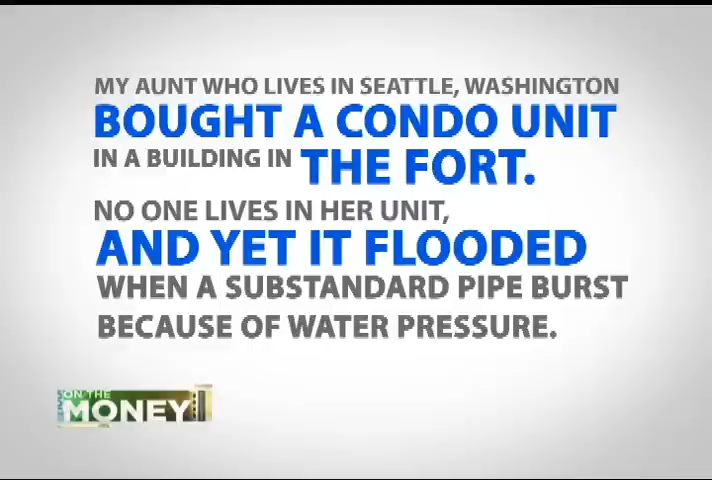 MY AUNT WHO LIVES IN SEATTLE, WASHINGTON
BOUGHT A CONDO UNIT
IN A BUILDING IN THE FORT.
NO ONE LIVES IN HER UNIT,
AND YET IT FLOODED
WHEN A SUBSTANDARD PIPE BURST
BECAUSE OF WATER PRESSURE.
ON THE
MONEY